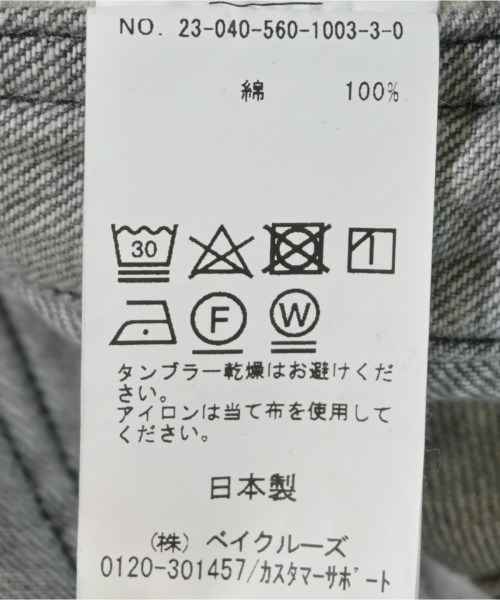 NO. 23-040-560-1003-3-0
綿 100%
30
F W
タンブラー乾燥はお避けくだ
さい。
アイロンは当て布を使用して
ください。
日本製
(株) ベイクルーズ
0120-301457/カスタマーサポート